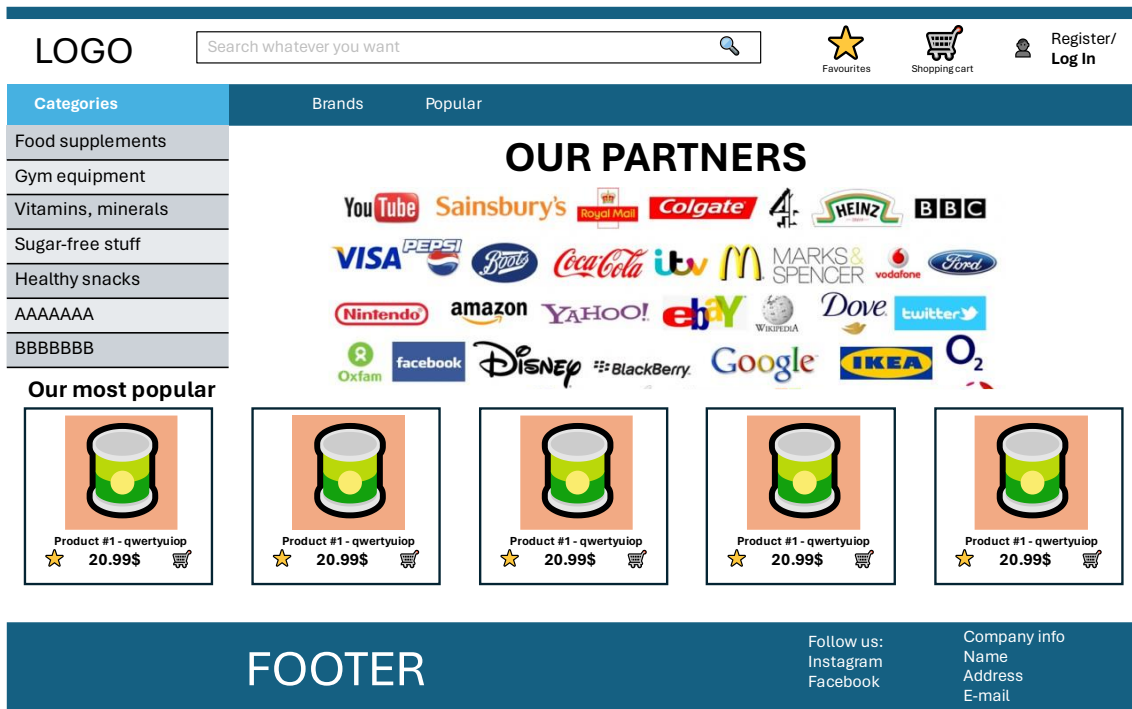 LOGO
Search whatever you want
Favourites
Shopping cart
Register/
Log In
Categories
Brands
Popular
Food supplements
Gym equipment
Vitamins, minerals
Sugar-free stuff
Healthy snacks
AAAAAAA
BBBBBBB
OUR PARTNERS
YouTube Sainsbury's Royal Mail Colgate 4 HEINZ BBC
VISA PEPSI Boots Coca-Cola itv M MARKS& SPENCER vodafone Ford
Nintendo amazon YAHOO! ebay WIKIPEDIA Dove twitter
Oxfam facebook Disney BlackBerry Google IKEA O2
Our most popular
Product #1 - qwertyuiop
20.99$
Product #1 - qwertyuiop
20.99$
Product #1 - qwertyuiop
20.99$
Product #1 - qwertyuiop
20.99$
Product #1 - qwertyuiop
20.99$
FOOTER
Follow us:
Instagram
Facebook
Company info
Name
Address
E-mail